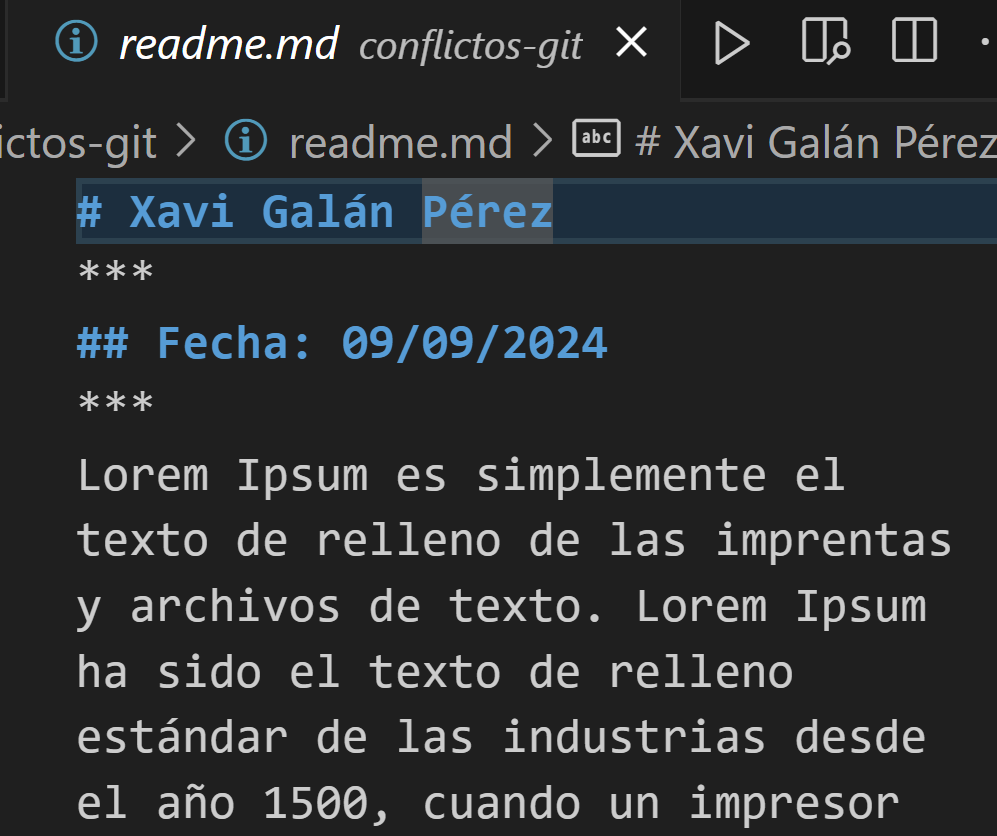 readme.md conflictos-git
ictos-git > readme.md > abc # Xavi Galán Pérez
# Xavi Galán Pérez
***
## Fecha: 09/09/2024
***
Lorem Ipsum es simplemente el
texto de relleno de las imprentas
y archivos de texto. Lorem Ipsum
ha sido el texto de relleno
estándar de las industrias desde
el año 1500, cuando un impresor